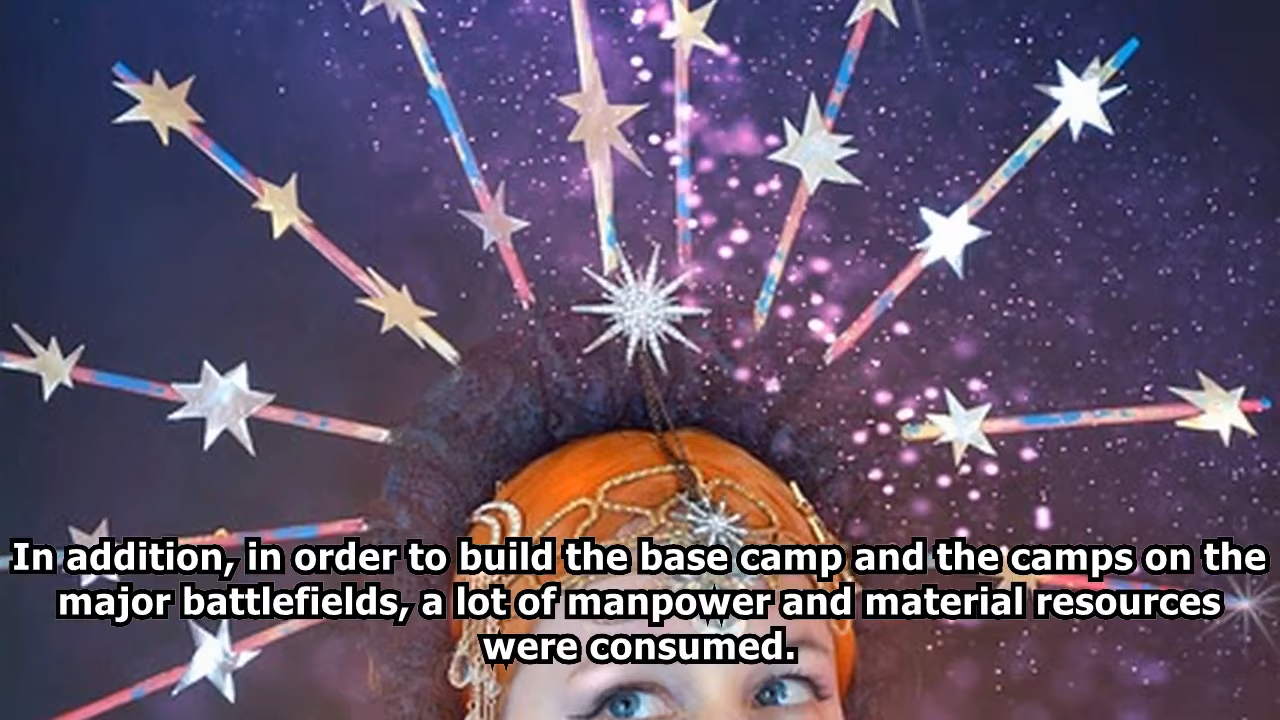 In addition, in order to build the base camp and the camps on the
major battlefields, a lot of manpower and material resources
were consumed.